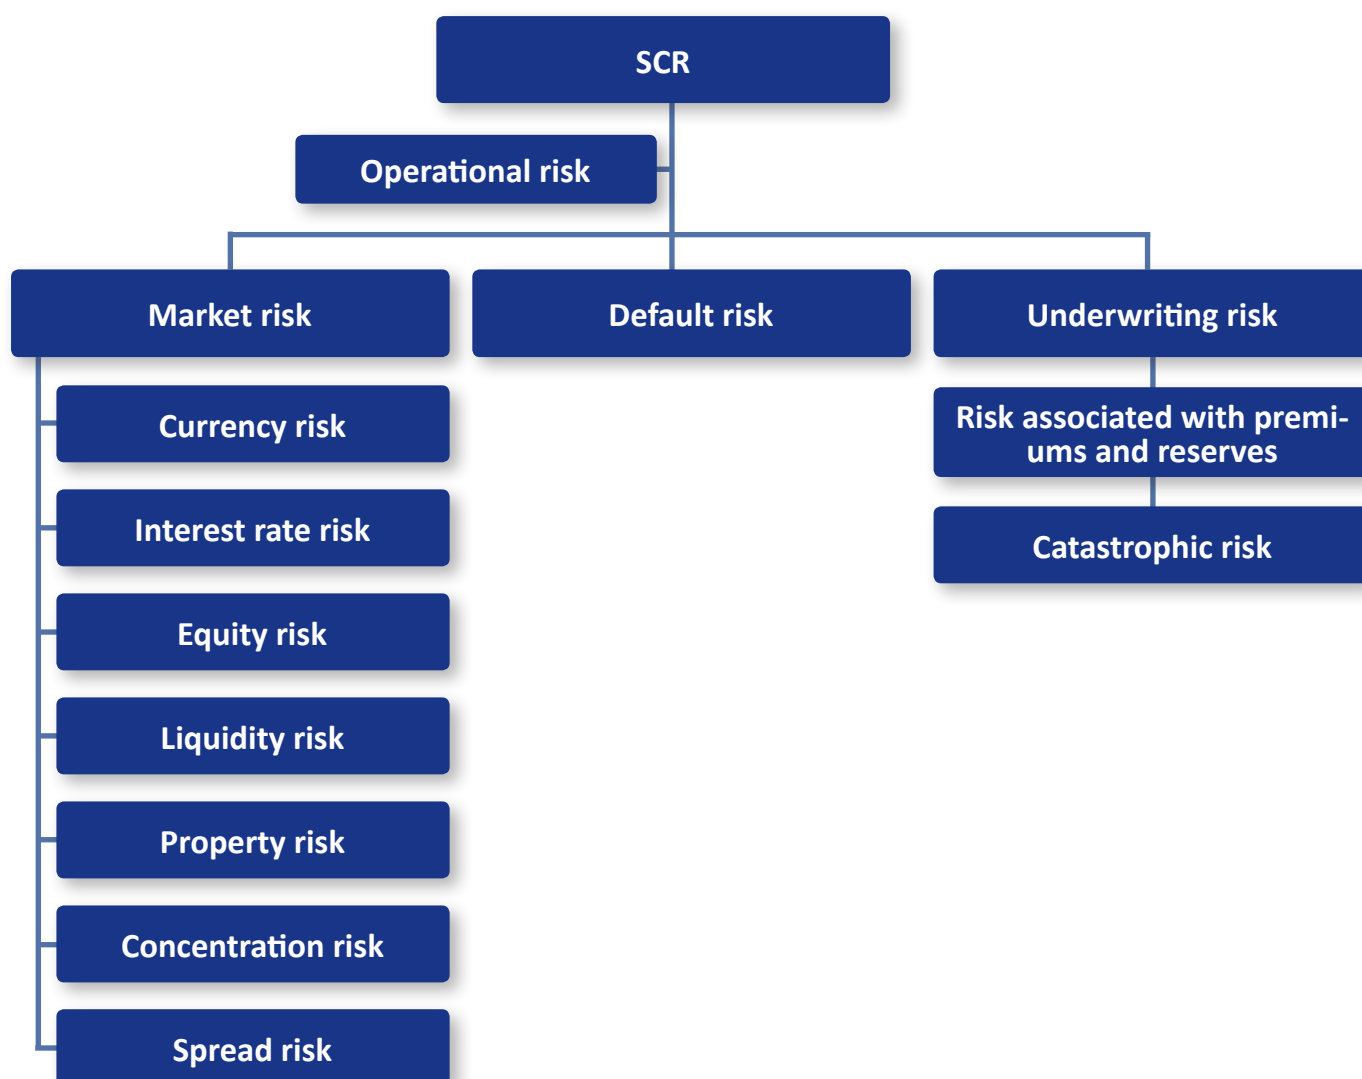 SCR
Operational risk
Market risk
Default risk
Underwriting risk
Currency risk
Interest rate risk
Equity risk
Liquidity risk
Property risk
Concentration risk
Spread risk
Risk associated with premi-
ums and reserves
Catastrophic risk